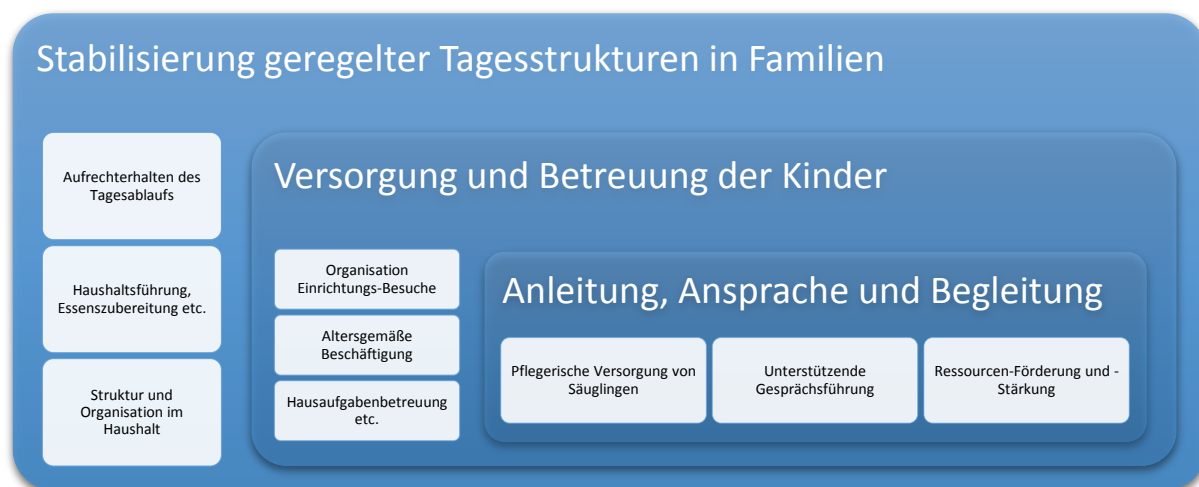 Stabilisierung geregelter Tagesstrukturen in Familien
Aufrechterhalten des
Tagesablaufs
Haushaltsführung,
Essenszubereitung etc.
Struktur und
Organisation im
Haushalt
Versorgung und Betreuung der Kinder
Organisation
Einrichtungs-Besuche
Altersgemäße
Beschäftigung
Hausaufgabenbetreuung
etc.
Anleitung, Ansprache und Begleitung
Pflegerische Versorgung von
Säuglingen
Unterstützende
Gesprächsführung
Ressourcen-Förderung und -
Stärkung